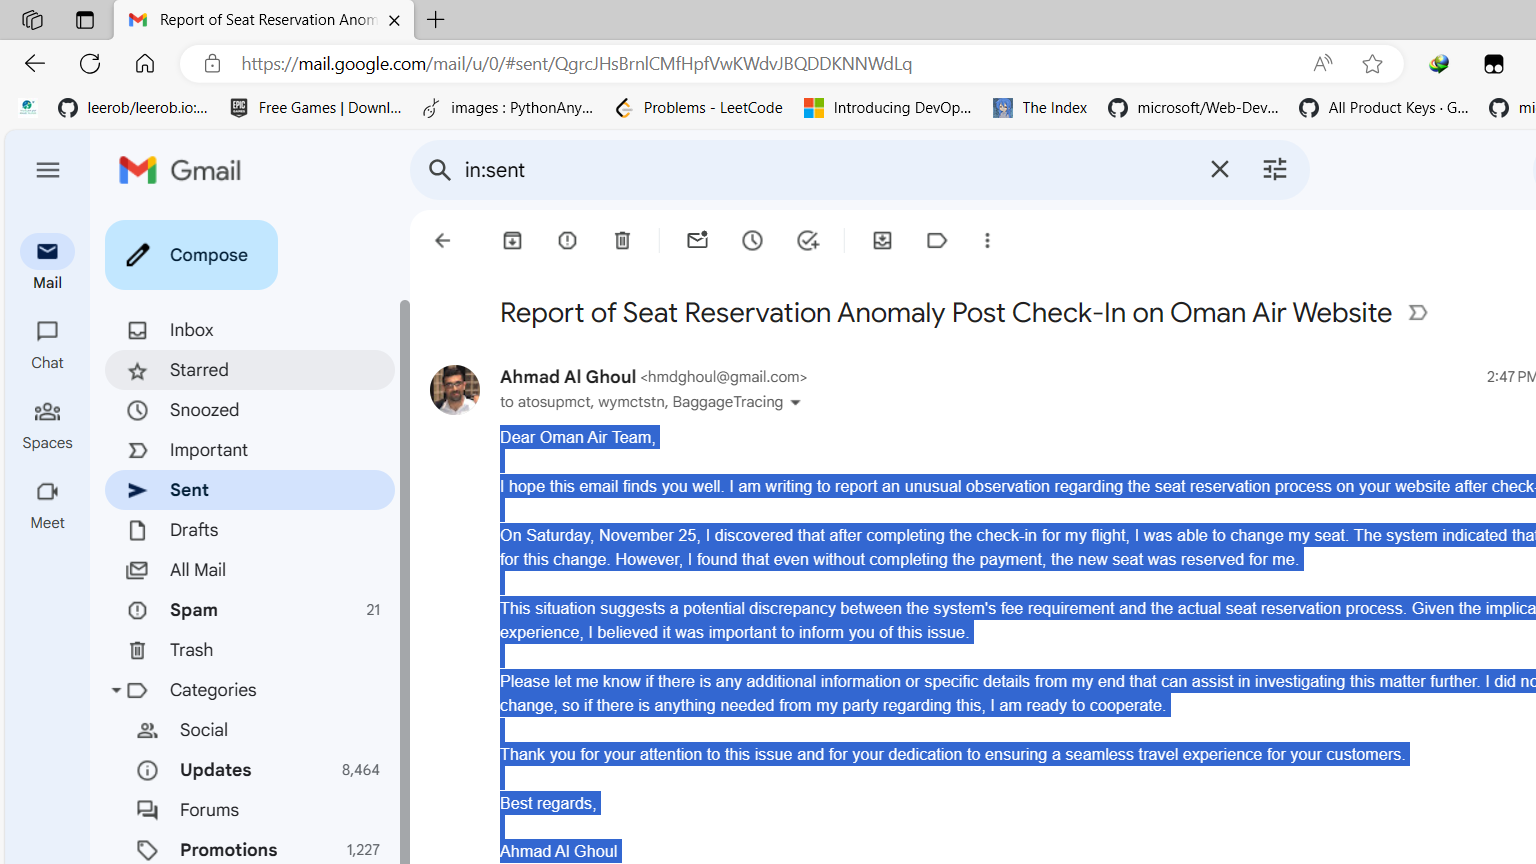 Report of Seat Reservation Anom
https://mail.google.com/mail/u/0/#sent/QgrcJHsBrnlCMfHpfVwKWdvJBQDDKNNWdLq
leerob/leerob.io:... Free Games | Downl... images : PythonAny... Problems - LeetCode Introducing DevOp... The Index microsoft/Web-Dev... All Product Keys · G... mi
Gmail
in:sent
Compose
Mail
Chat
Spaces
Meet
Inbox
Starred
Snoozed
Important
Sent
Drafts
All Mail
Spam 21
Trash
Categories
Social
Updates 8,464
Forums
Promotions 1,227
Report of Seat Reservation Anomaly Post Check-In on Oman Air Website
Ahmad Al Ghoul <hmdghoul@gmail.com> 2:47 PM
to atosupmct, wymctstn, BaggageTracing
Dear Oman Air Team,
I hope this email finds you well. I am writing to report an unusual observation regarding the seat reservation process on your website after check-
On Saturday, November 25, I discovered that after completing the check-in for my flight, I was able to change my seat. The system indicated that
for this change. However, I found that even without completing the payment, the new seat was reserved for me.
This situation suggests a potential discrepancy between the system's fee requirement and the actual seat reservation process. Given the implica
experience, I believed it was important to inform you of this issue.
Please let me know if there is any additional information or specific details from my end that can assist in investigating this matter further. I did no
change, so if there is anything needed from my party regarding this, I am ready to cooperate.
Thank you for your attention to this issue and for your dedication to ensuring a seamless travel experience for your customers.
Best regards,
Ahmad Al Ghoul